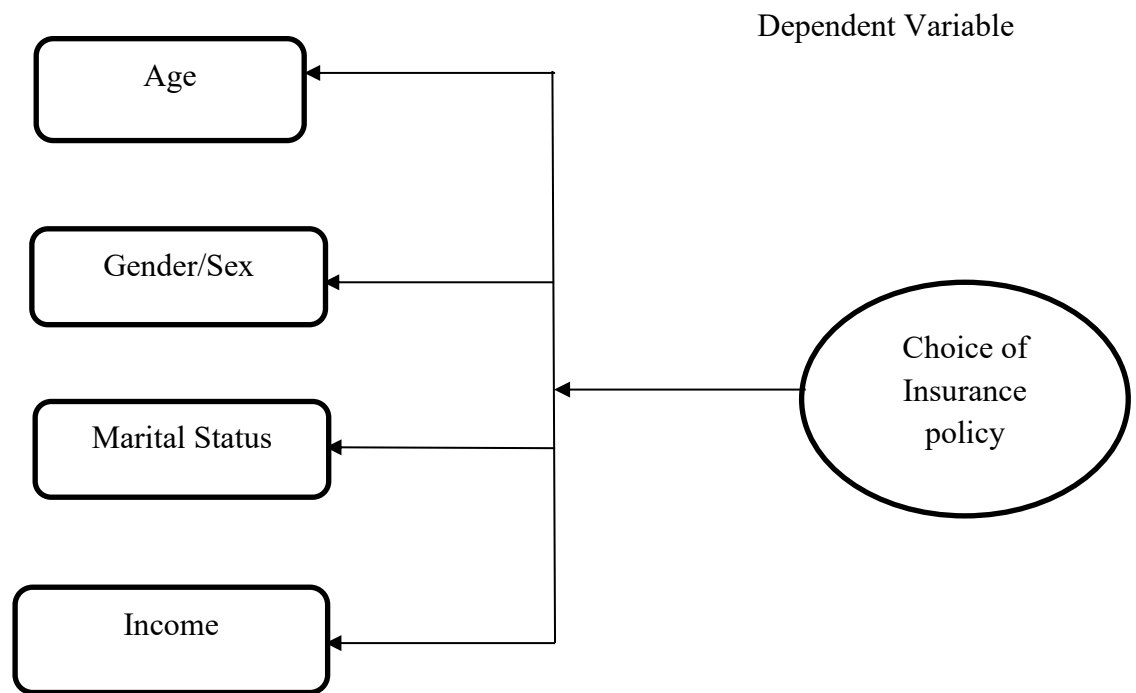 Dependent Variable
Age
Gender/Sex
Choice of
Insurance
policy
Marital Status
Income